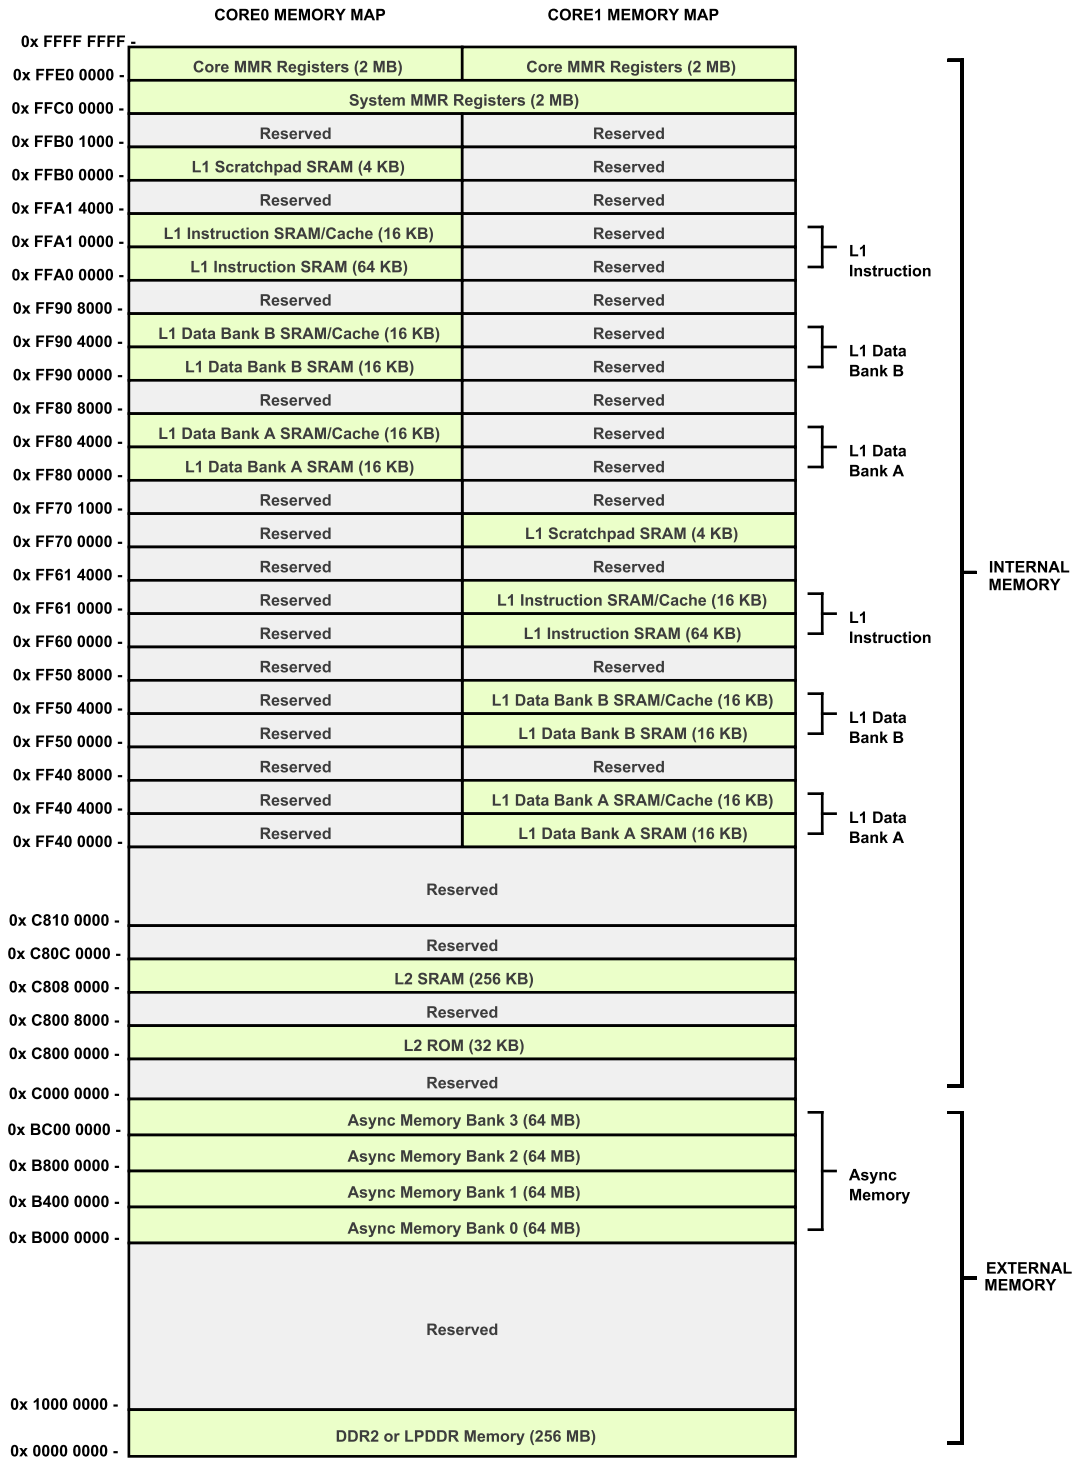 CORE0 MEMORY MAP CORE1 MEMORY MAP
0x FFFF FFFF -
Core MMR Registers (2 MB) Core MMR Registers (2 MB)
0x FFE0 0000 -
System MMR Registers (2 MB)
0x FFC0 0000 -
Reserved Reserved
0x FFB0 1000 -
L1 Scratchpad SRAM (4 KB) Reserved
0x FFB0 0000 -
Reserved Reserved
0x FFA1 4000 -
L1 Instruction SRAM/Cache (16 KB) Reserved
0x FFA1 0000 -
L1 Instruction SRAM (64 KB) Reserved
0x FFA0 0000 -
L1
Instruction
Reserved Reserved
0x FF90 8000 -
L1 Data Bank B SRAM/Cache (16 KB) Reserved
0x FF90 4000 -
L1 Data Bank B SRAM (16 KB) Reserved
0x FF90 0000 -
L1 Data
Bank B
Reserved Reserved
0x FF80 8000 -
L1 Data Bank A SRAM/Cache (16 KB) Reserved
0x FF80 4000 -
L1 Data Bank A SRAM (16 KB) Reserved
0x FF80 0000 -
L1 Data
Bank A
Reserved Reserved
0x FF70 1000 -
Reserved L1 Scratchpad SRAM (4 KB)
0x FF70 0000 -
Reserved Reserved
0x FF61 4000 -
INTERNAL
MEMORY
Reserved L1 Instruction SRAM/Cache (16 KB)
0x FF61 0000 -
Reserved L1 Instruction SRAM (64 KB)
0x FF60 0000 -
L1
Instruction
Reserved Reserved
0x FF50 8000 -
Reserved L1 Data Bank B SRAM/Cache (16 KB)
0x FF50 4000 -
Reserved L1 Data Bank B SRAM (16 KB)
0x FF50 0000 -
L1 Data
Bank B
Reserved Reserved
0x FF40 8000 -
Reserved L1 Data Bank A SRAM/Cache (16 KB)
0x FF40 4000 -
Reserved L1 Data Bank A SRAM (16 KB)
0x FF40 0000 -
L1 Data
Bank A
Reserved
0x C810 0000 -
Reserved
0x C80C 0000 -
L2 SRAM (256 KB)
0x C808 0000 -
Reserved
0x C800 8000 -
L2 ROM (32 KB)
0x C800 0000 -
Reserved
0x C000 0000 -
Async Memory Bank 3 (64 MB)
0x BC00 0000 -
Async Memory Bank 2 (64 MB)
0x B800 0000 -
Async Memory Bank 1 (64 MB)
0x B400 0000 -
Async Memory Bank 0 (64 MB)
0x B000 0000 -
Async
Memory
EXTERNAL
MEMORY
Reserved
0x 1000 0000 -
DDR2 or LPDDR Memory (256 MB)
0x 0000 0000 -